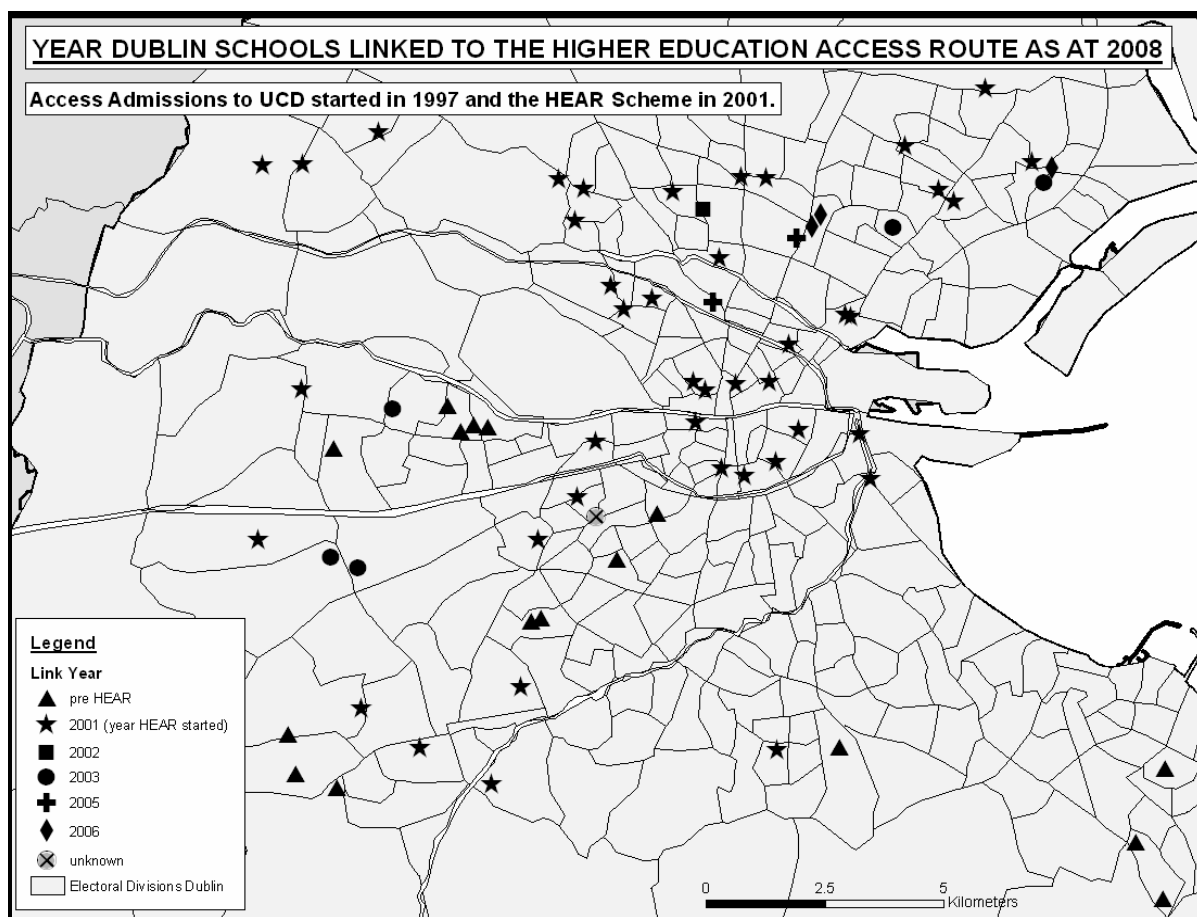 YEAR DUBLIN SCHOOLS LINKED TO THE HIGHER EDUCATION ACCESS ROUTE AS AT 2008
Access Admissions to UCD started in 1997 and the HEAR Scheme in 2001.
Legend
Link Year
pre HEAR
2001 (year HEAR started)
2002
2003
2005
2006
unknown
Electoral Divisions Dublin
0 2.5 5
Kilometers